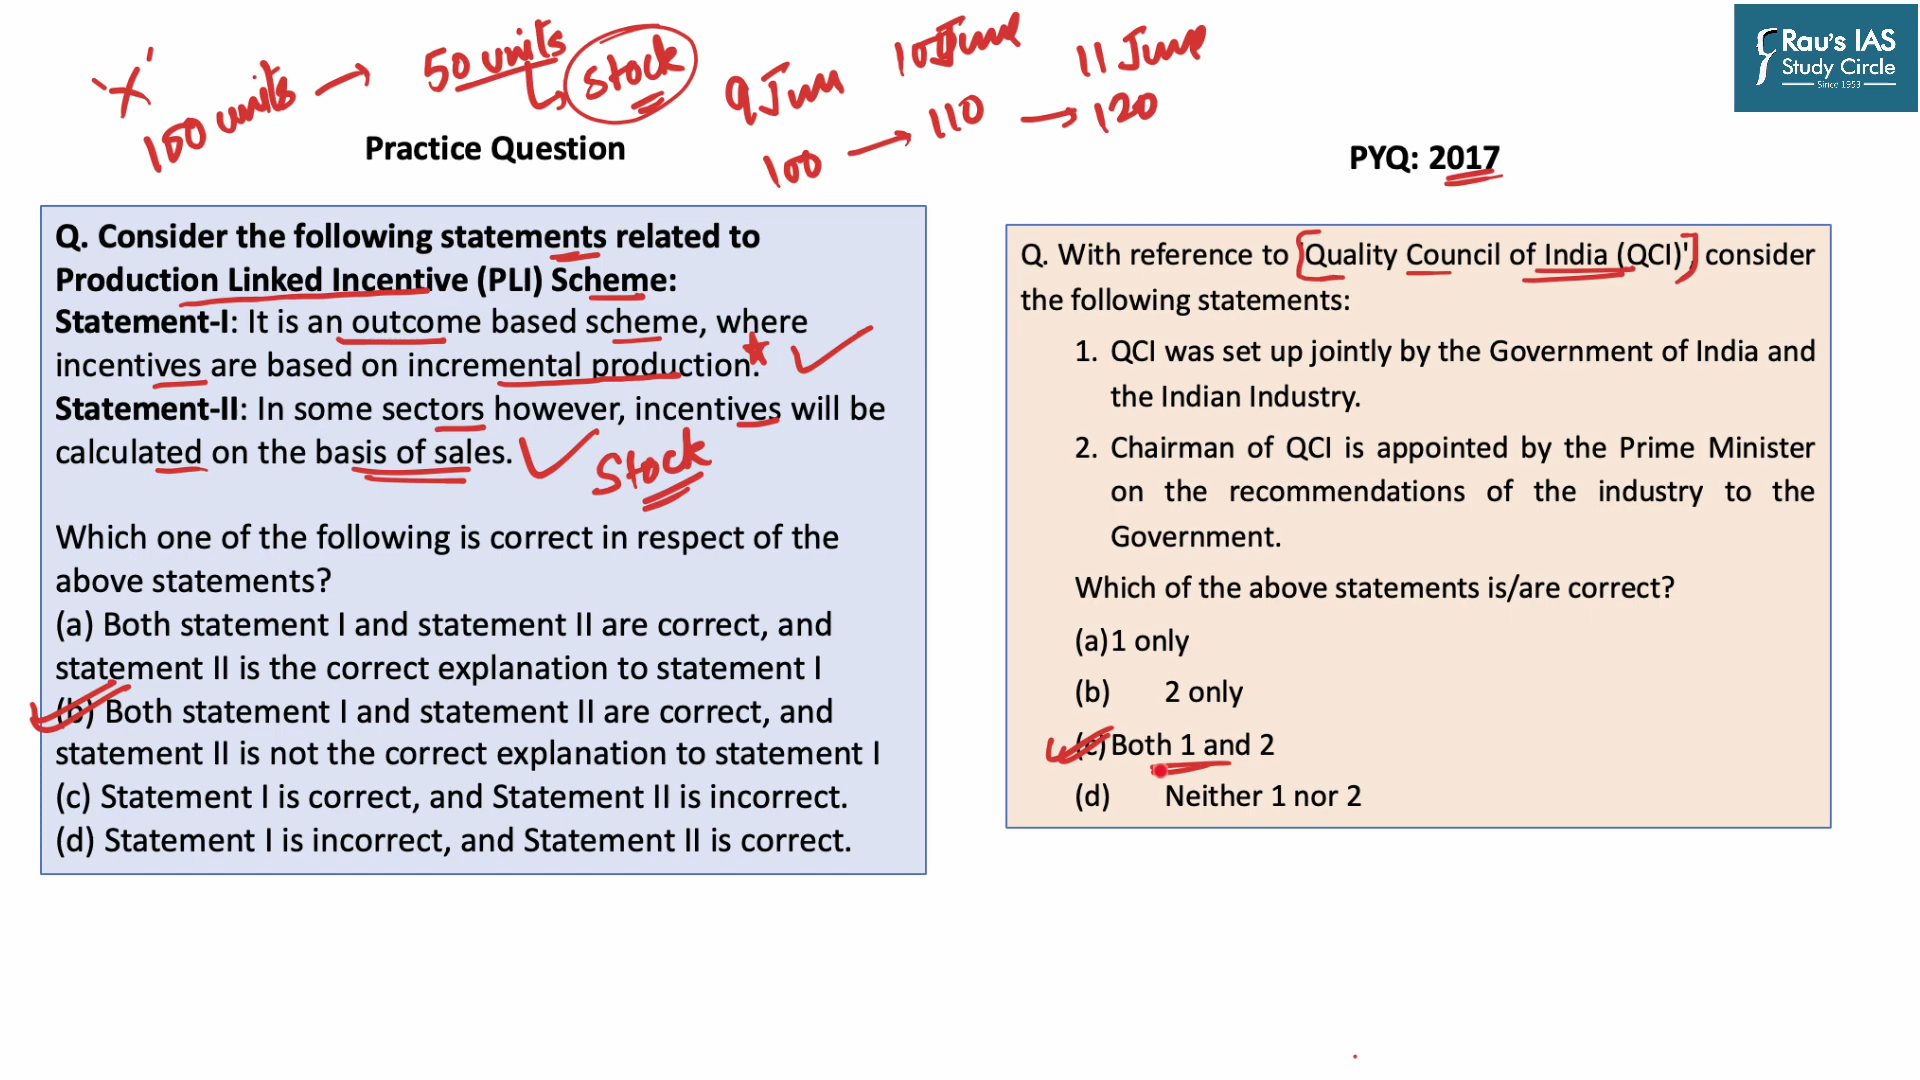 'X'
100 units → 50 units
Stock
9 Jun 10 June 11 June
100 → 110 → 120
Rau's IAS
Study Circle
Since 1953
Practice Question
PYQ: 2017
Q. Consider the following statements related to
Production Linked Incentive (PLI) Scheme:
Statement-I: It is an outcome based scheme, where
incentives are based on incremental production.
Statement-II: In some sectors however, incentives will be
calculated on the basis of sales.
Stock
Which one of the following is correct in respect of the
above statements?
(a) Both statement I and statement II are correct, and
statement II is the correct explanation to statement I
(b) Both statement I and statement II are correct, and
statement II is not the correct explanation to statement I
(c) Statement I is correct, and Statement II is incorrect.
(d) Statement I is incorrect, and Statement II is correct.
Q. With reference to 'Quality Council of India (QCI)', consider
the following statements:
1. QCI was set up jointly by the Government of India and
the Indian Industry.
2. Chairman of QCI is appointed by the Prime Minister
on the recommendations of the industry to the
Government.
Which of the above statements is/are correct?
(a)1 only
(b) 2 only
(c)Both 1 and 2
(d) Neither 1 nor 2